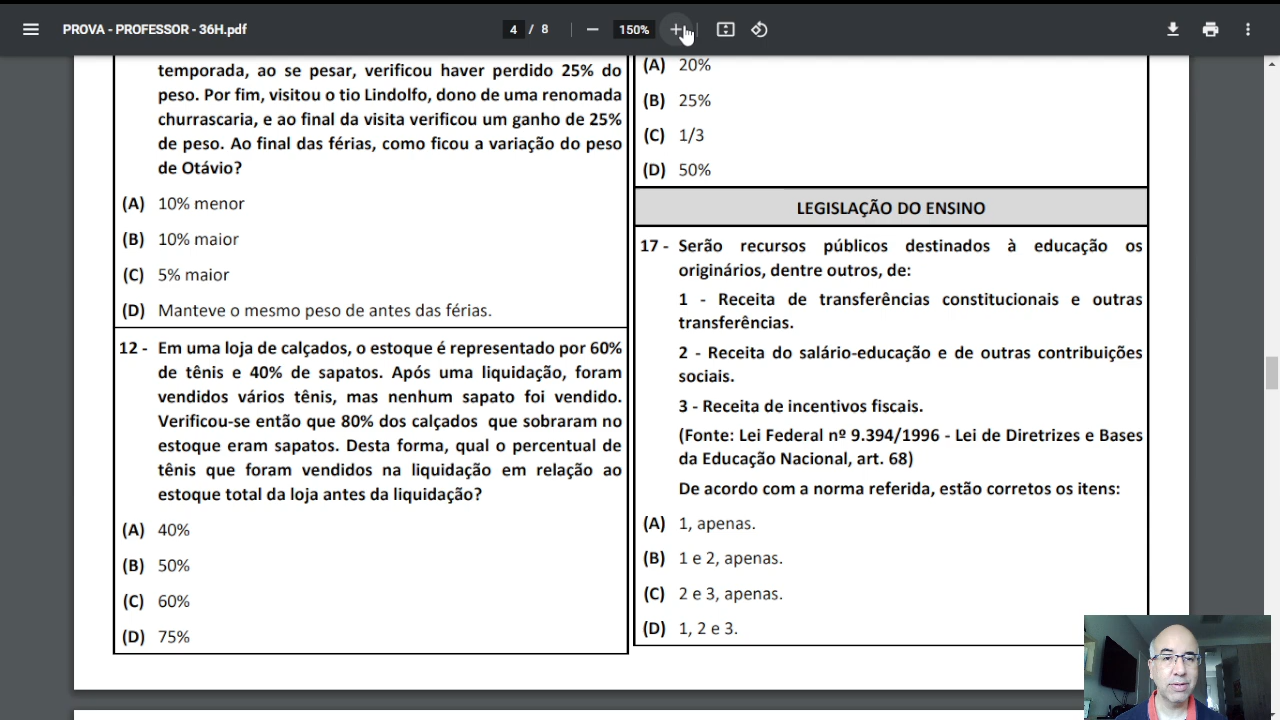 PROVA - PROFESSOR - 36H.pdf
4 / 8
150%
temporada, ao se pesar, verificou haver perdido 25% do
peso. Por fim, visitou o tio Lindolfo, dono de uma renomada
churrascaria, e ao final da visita verificou um ganho de 25%
de peso. Ao final das férias, como ficou a variação do peso
de Otávio?
(A) 10% menor
(B) 10% maior
(C) 5% maior
(D) Manteve o mesmo peso de antes das férias.
12 - Em uma loja de calçados, o estoque é representado por 60%
de tênis e 40% de sapatos. Após uma liquidação, foram
vendidos vários tênis, mas nenhum sapato foi vendido.
Verificou-se então que 80% dos calçados que sobraram no
estoque eram sapatos. Desta forma, qual o percentual de
tênis que foram vendidos na liquidação em relação ao
estoque total da loja antes da liquidação?
(A) 40%
(B) 50%
(C) 60%
(D) 75%
(A) 20%
(B) 25%
(C) 1/3
(D) 50%
LEGISLAÇÃO DO ENSINO
17 - Serão recursos públicos destinados à educação os
originários, dentre outros, de:
1 - Receita de transferências constitucionais e outras
transferências.
2 - Receita do salário-educação e de outras contribuições
sociais.
3 - Receita de incentivos fiscais.
(Fonte: Lei Federal nº 9.394/1996 - Lei de Diretrizes e Bases
da Educação Nacional, art. 68)
De acordo com a norma referida, estão corretos os itens:
(A) 1, apenas.
(B) 1 e 2, apenas.
(C) 2 e 3, apenas.
(D) 1, 2 e 3.